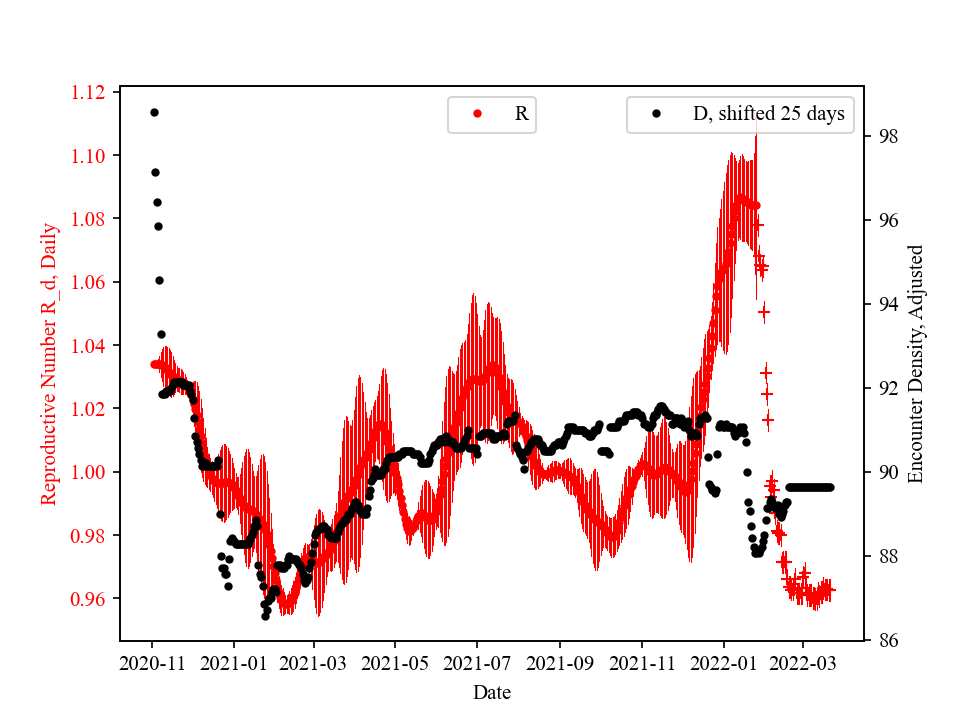 R
D, shifted 25 days
Reproductive Number R_d, Daily
1.12
1.10
1.08
1.06
1.04
1.02
1.00
0.98
0.96
98
96
94
92
90
88
86
Encounter Density, Adjusted
2020-11 2021-01 2021-03 2021-05 2021-07 2021-09 2021-11 2022-01 2022-03
Date